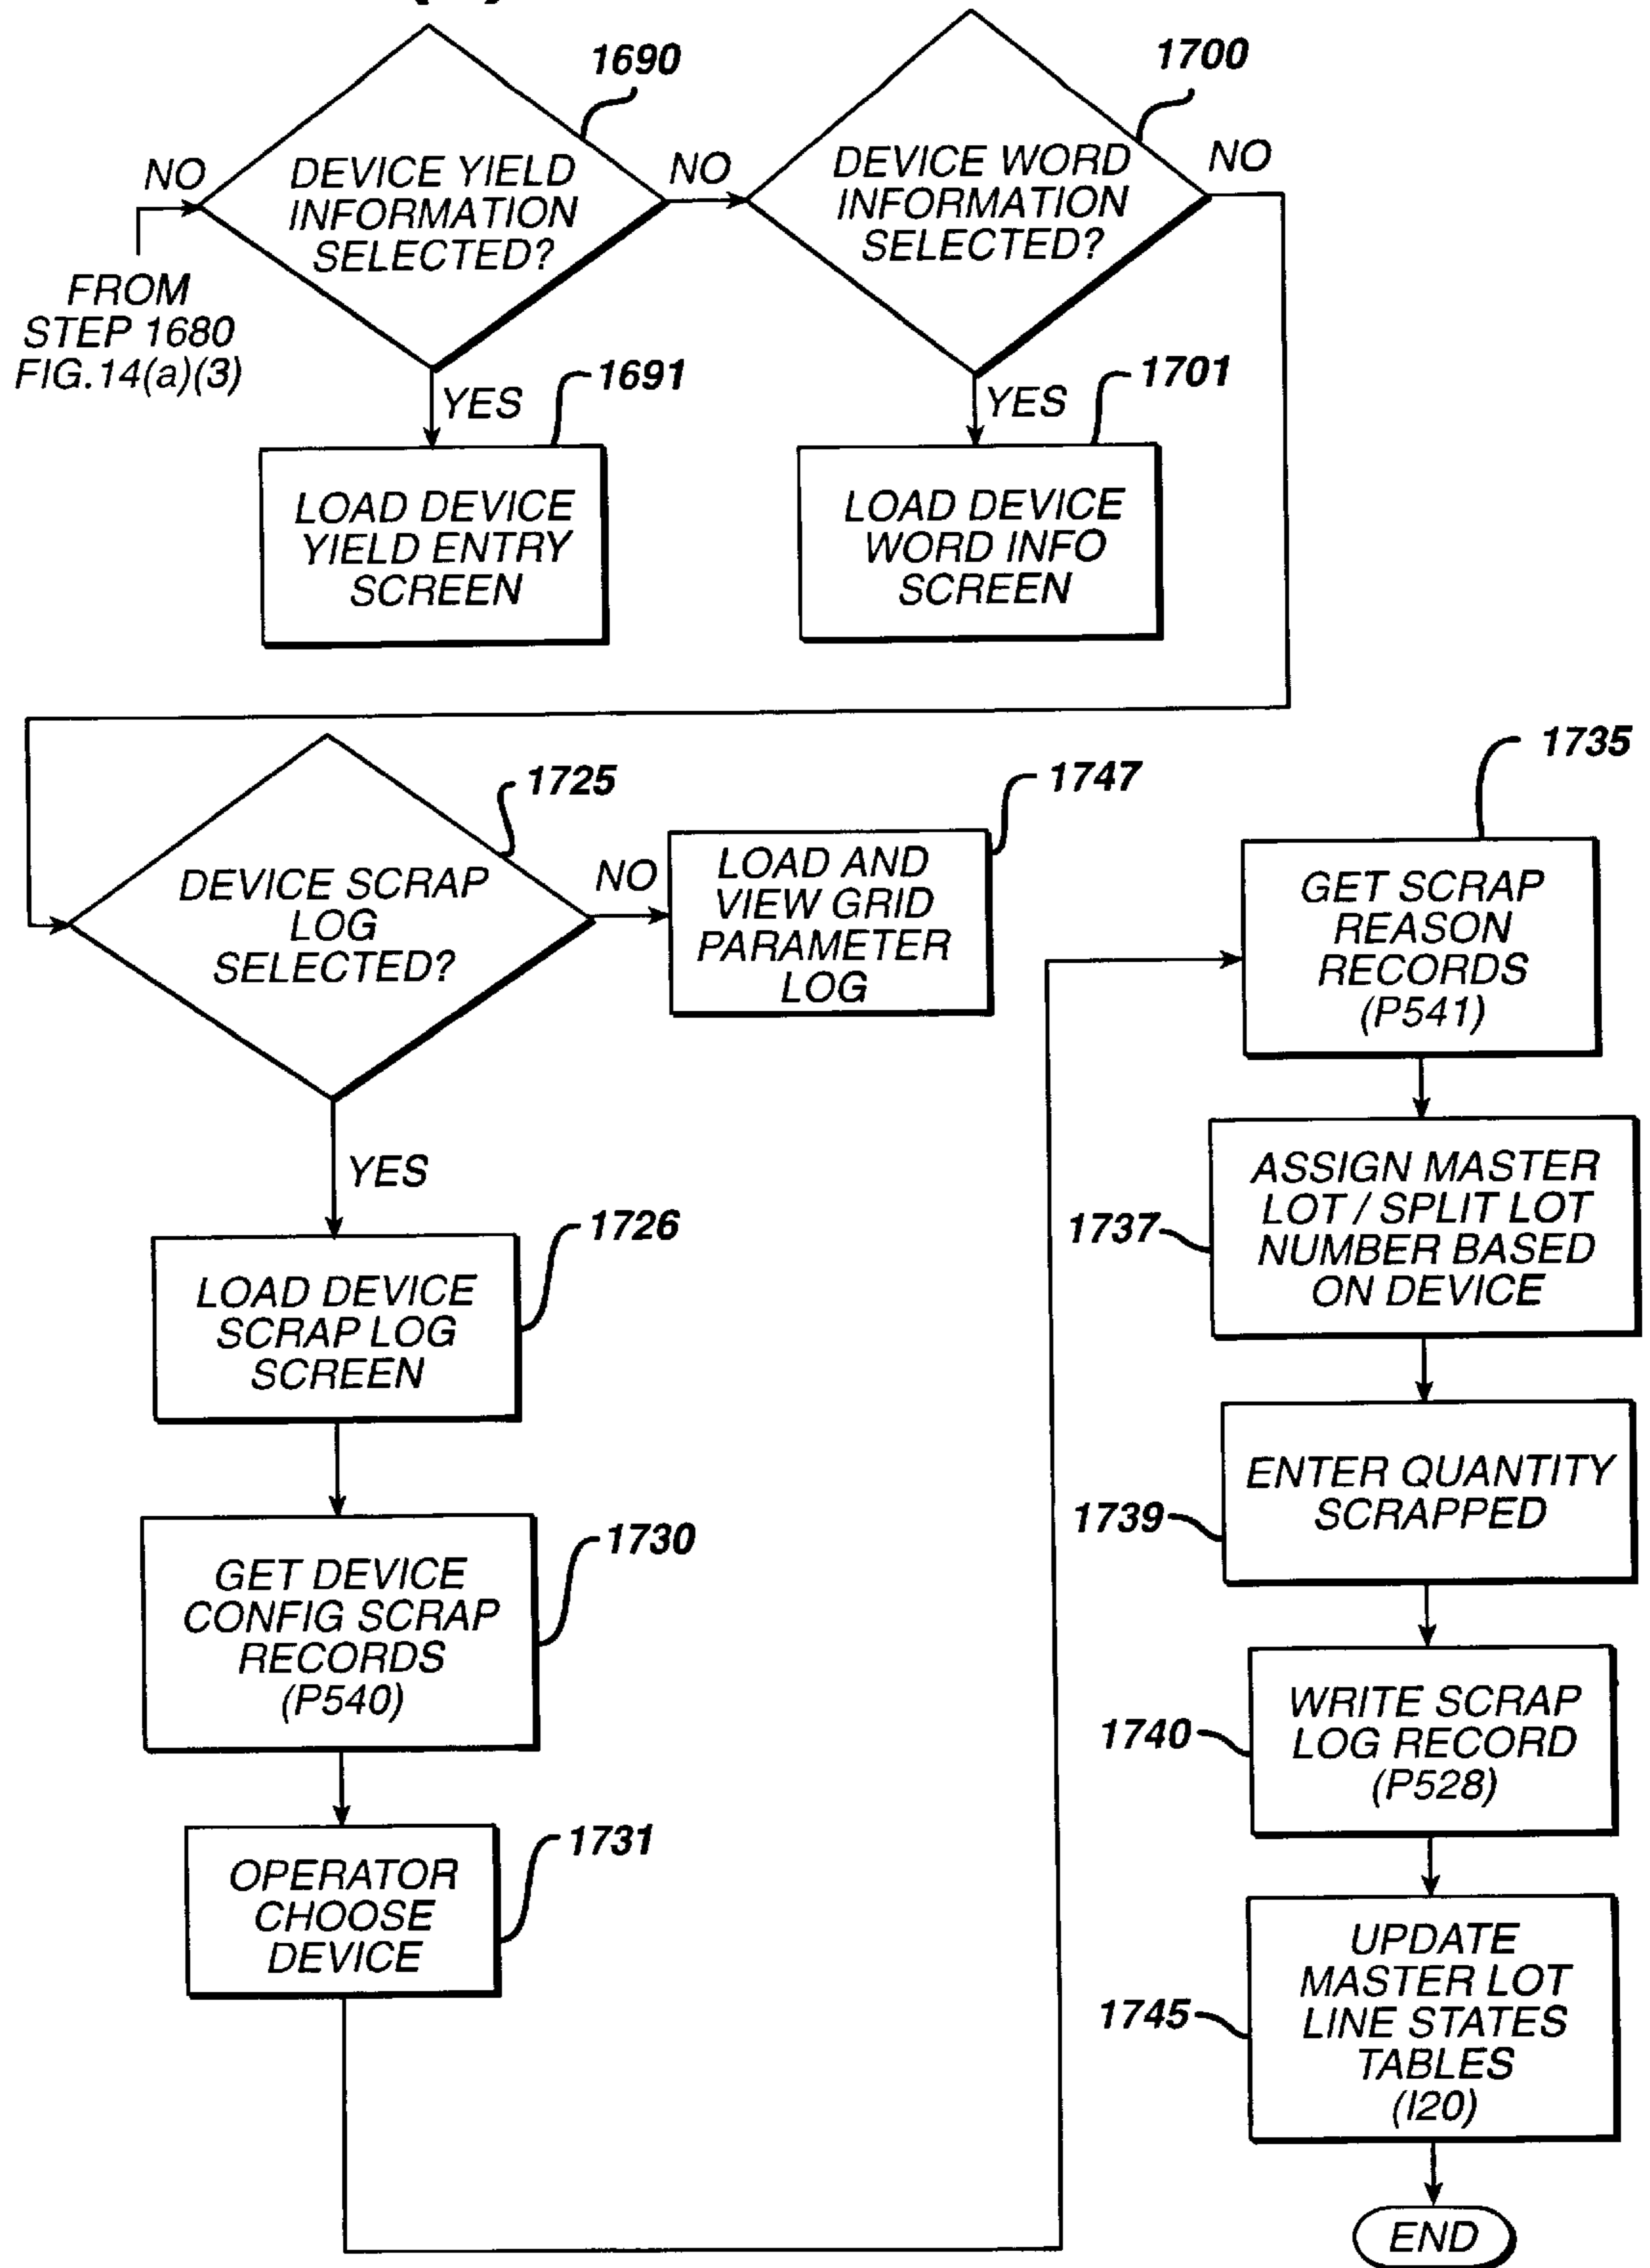 1690
1700
NO
DEVICE YIELD
INFORMATION
SELECTED?
NO
DEVICE WORD
INFORMATION
SELECTED?
NO
FROM
STEP 1680
FIG.14(a)(3)
YES
1691
YES
1701
LOAD DEVICE
YIELD ENTRY
SCREEN
LOAD DEVICE
WORD INFO
SCREEN
1725
DEVICE SCRAP
LOG
SELECTED?
NO
1747
LOAD AND
VIEW GRID
PARAMETER
LOG
YES
1726
LOAD DEVICE
SCRAP LOG
SCREEN
1730
GET DEVICE
CONFIG SCRAP
RECORDS
(P540)
1731
OPERATOR
CHOOSE
DEVICE
1735
GET SCRAP
REASON
RECORDS
(P541)
1737
ASSIGN MASTER
LOT / SPLIT LOT
NUMBER BASED
ON DEVICE
1739
ENTER QUANTITY
SCRAPPED
1740
WRITE SCRAP
LOG RECORD
(P528)
1745
UPDATE
MASTER LOT
LINE STATES
TABLES
(I20)
END